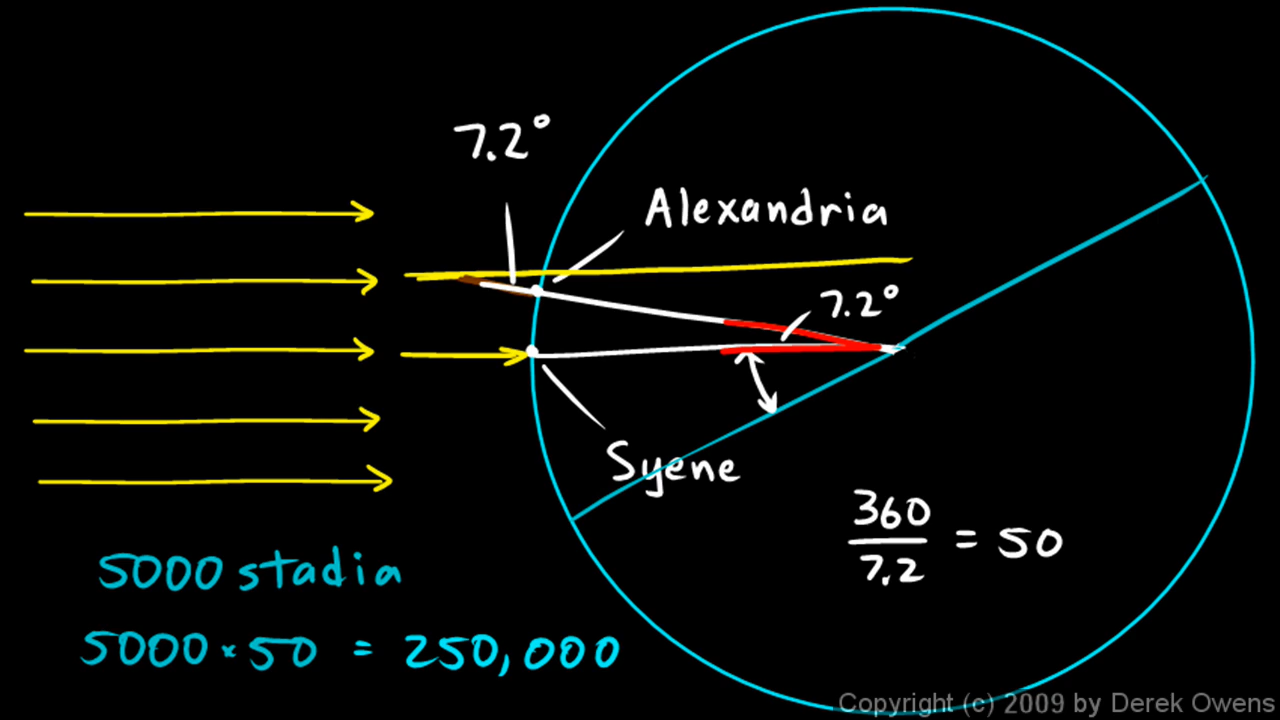 7.2°
Alexandria
7.2°
Syene
360
7.2
= 50
5000 stadia
5000 × 50 = 250,000
Copyright (c) 2009 by Derek Owens